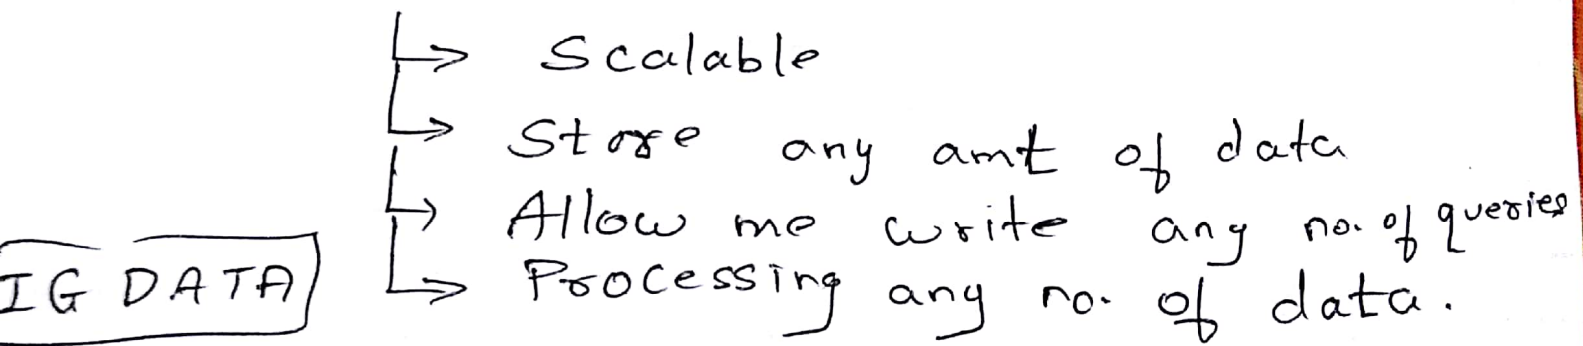 Scalable
Store any amt of data
Allow me write any no. of queries
IG DATA
Processing any no. of data.